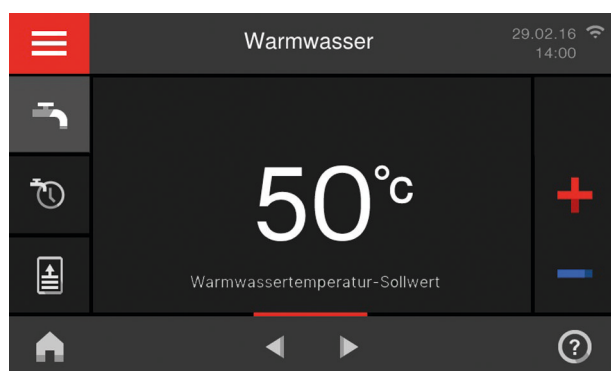 Warmwasser
29.02.16
14:00
50°C
Warmwassertemperatur-Sollwert
?